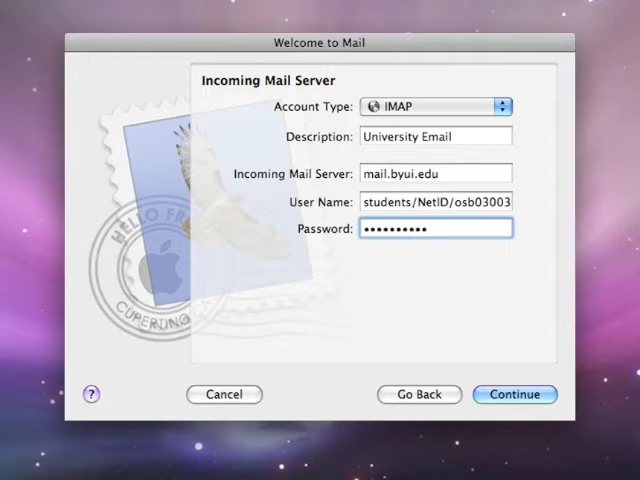 Welcome to Mail
Incoming Mail Server
Account Type: IMAP
Description: University Email
Incoming Mail Server: mail.byui.edu
User Name: students/NetID/osb03003
Password: ••••••••••
HELLO FR
CUPERTINO
? Cancel Go Back Continue